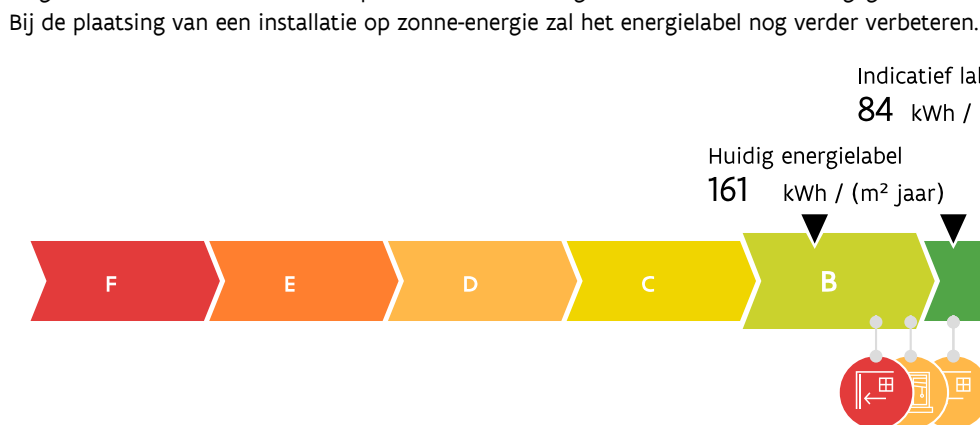 Bij de plaatsing van een installatie op zonne-energie zal het energielabel nog verder verbeteren.
Indicatief
84 kWh /
Huidig energielabel
161 kWh / (m² jaar)
F E D C B